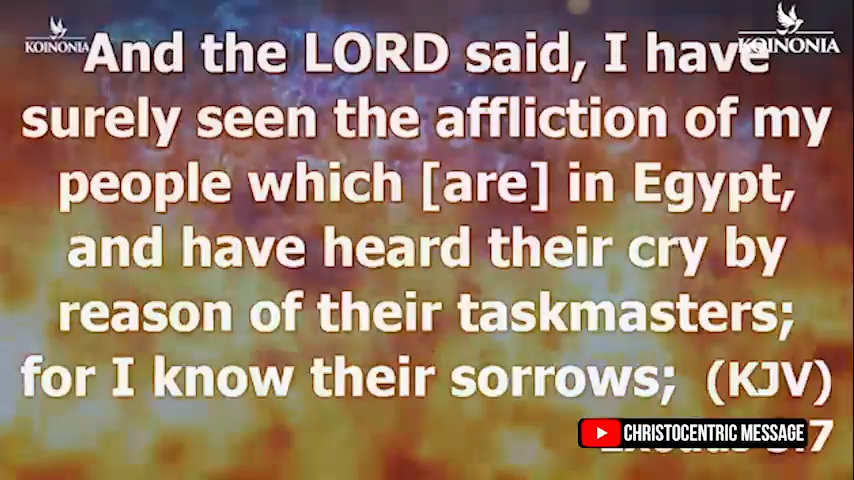 KOINONIA
KOINONIA
And the LORD said, I have
surely seen the affliction of my
people which [are] in Egypt,
and have heard their cry by
reason of their taskmasters;
for I know their sorrows; (KJV)
CHRISTOCENTRIC MESSAGE